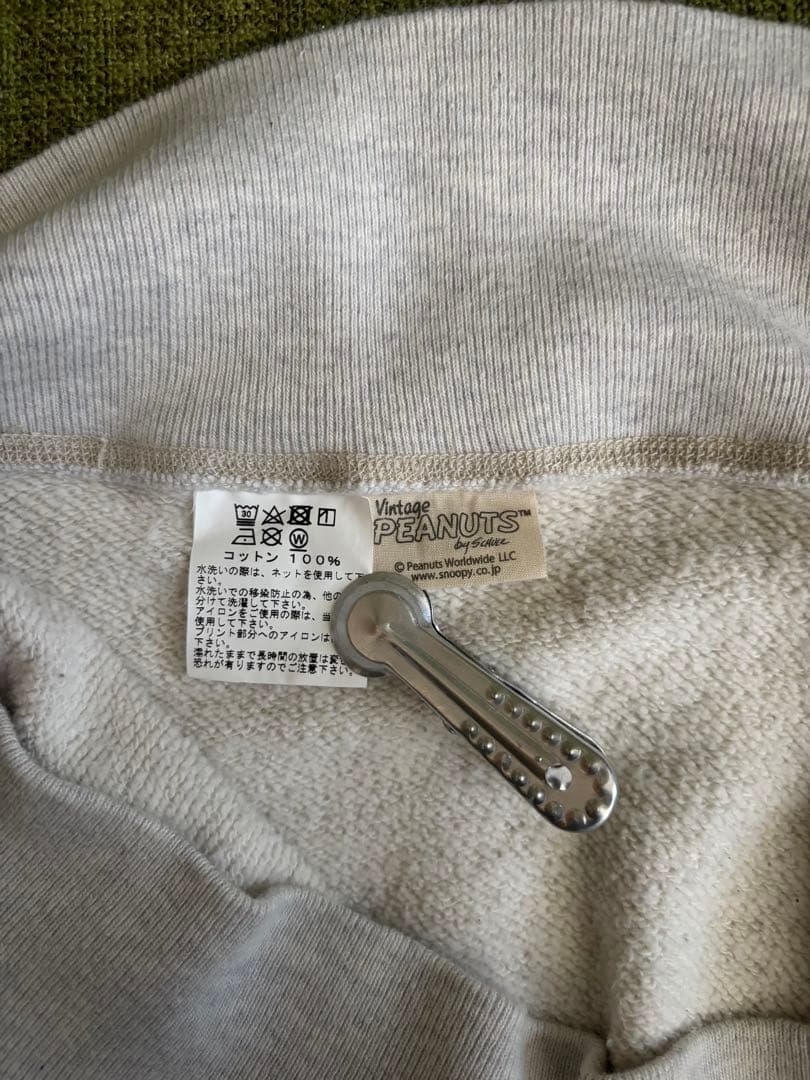 30
W
コットン 100%
水洗いの際は、ネットを使用して下
さい。
水洗いでの移染防止の為、他の
分けて洗濯して下さい。
アイロンをご使用の際は、当
使用して下さい。
プリント部分へのアイロンは
下さい。
濡れたままで長時間の放置は変
恐れが有りますのでご注意下さい。
Vintage
PEANUTS™
by SCHULZ
© Peanuts Worldwide LLC
www.snoopy.co.jp